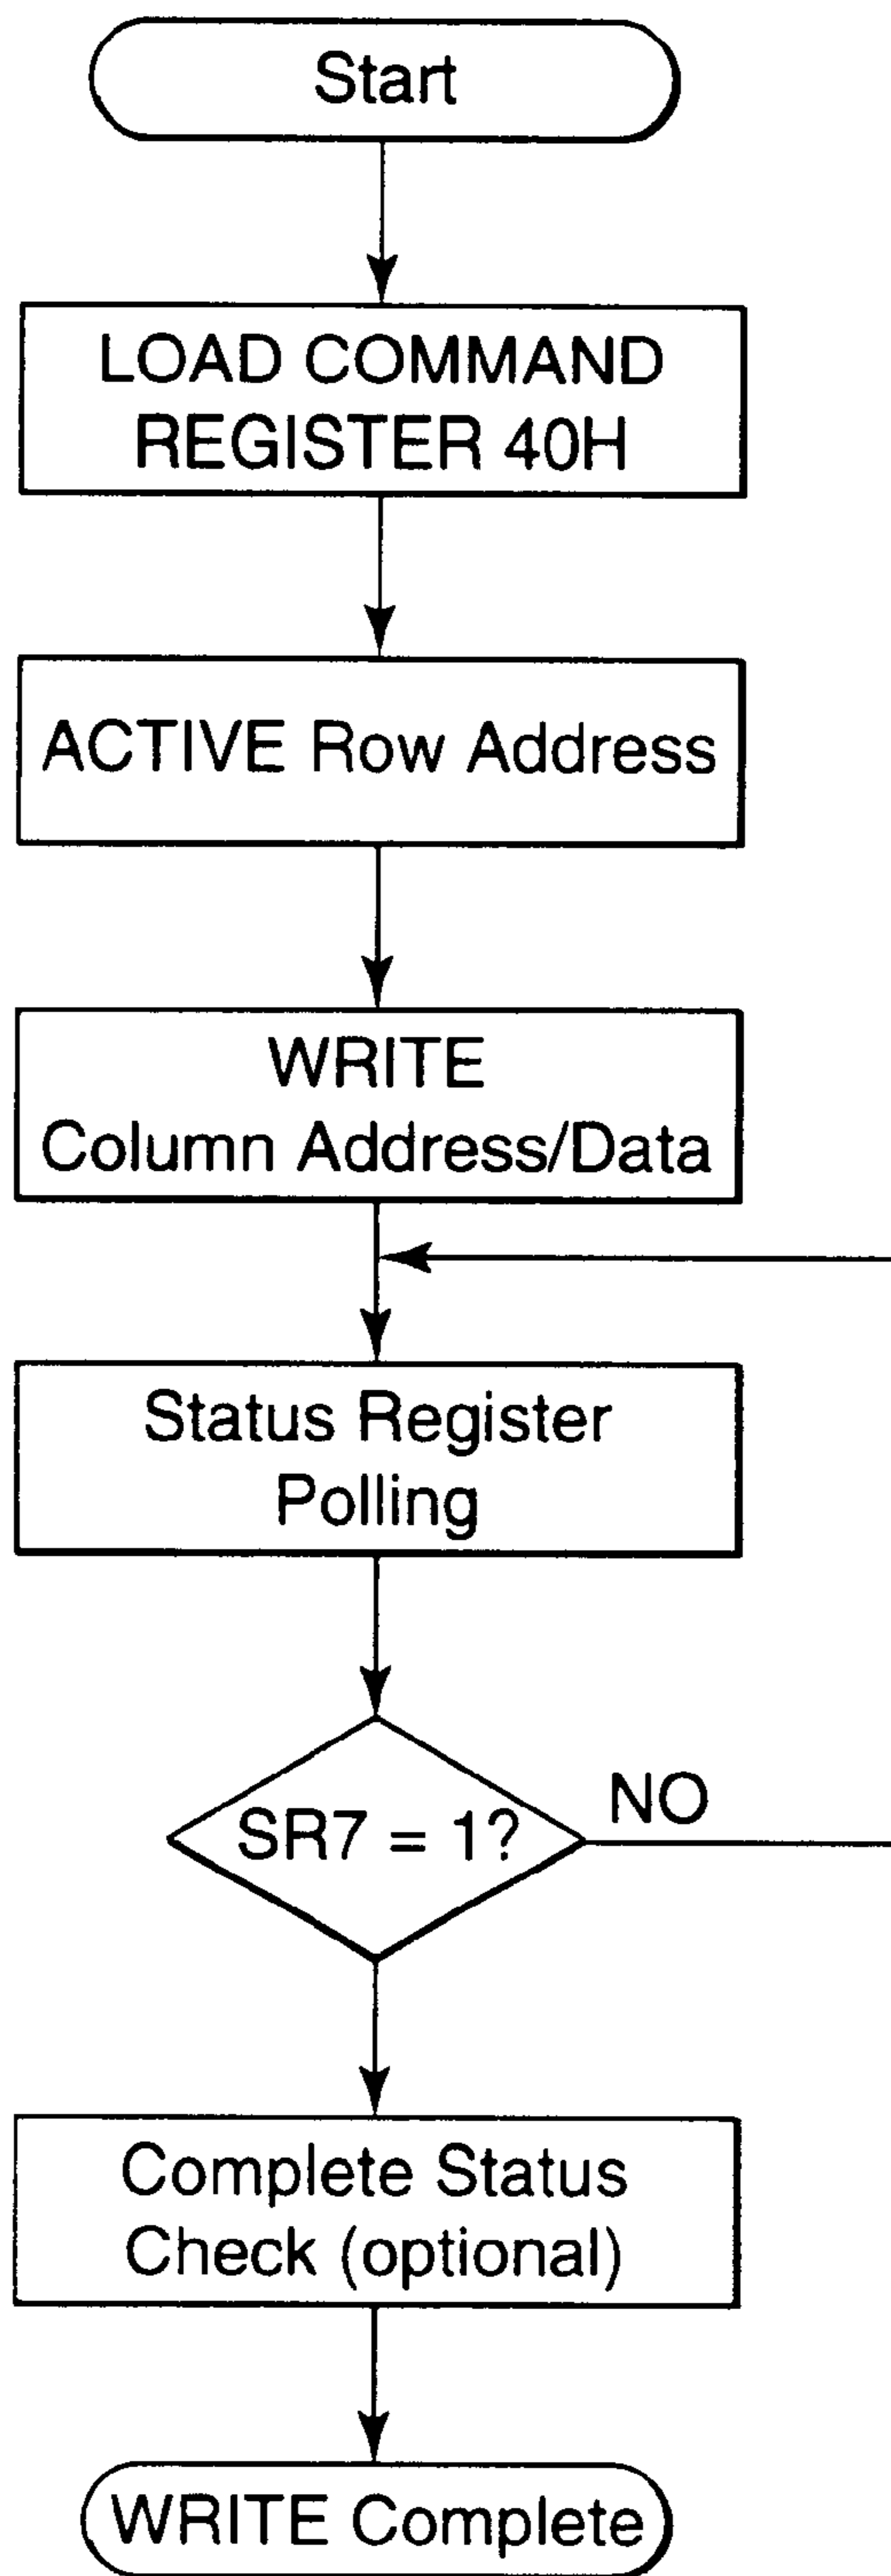 Start
LOAD COMMAND
REGISTER 40H
ACTIVE Row Address
WRITE
Column Address/Data
Status Register
Polling
SR7 = 1?
NO
Complete Status
Check (optional)
WRITE Complete